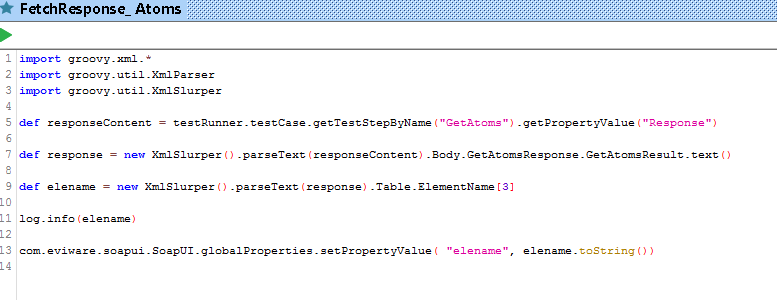 FetchResponse_ Atoms
1 import groovy.xml.*
2 import groovy.util.XmlParser
3 import groovy.util.XmlSlurper
4
5 def responseContent = testRunner.testCase.getTestStepByName("GetAtoms").getPropertyValue("Response")
6
7 def response = new XmlSlurper().parseText(responseContent).Body.GetAtomsResponse.GetAtomsResult.text()
8
9 def elename = new XmlSlurper().parseText(response).Table.ElementName[3]
10
11 log.info(elename)
12
13 com.eviware.soapui.SoapUI.globalProperties.setPropertyValue( "elename", elename.toString())
14